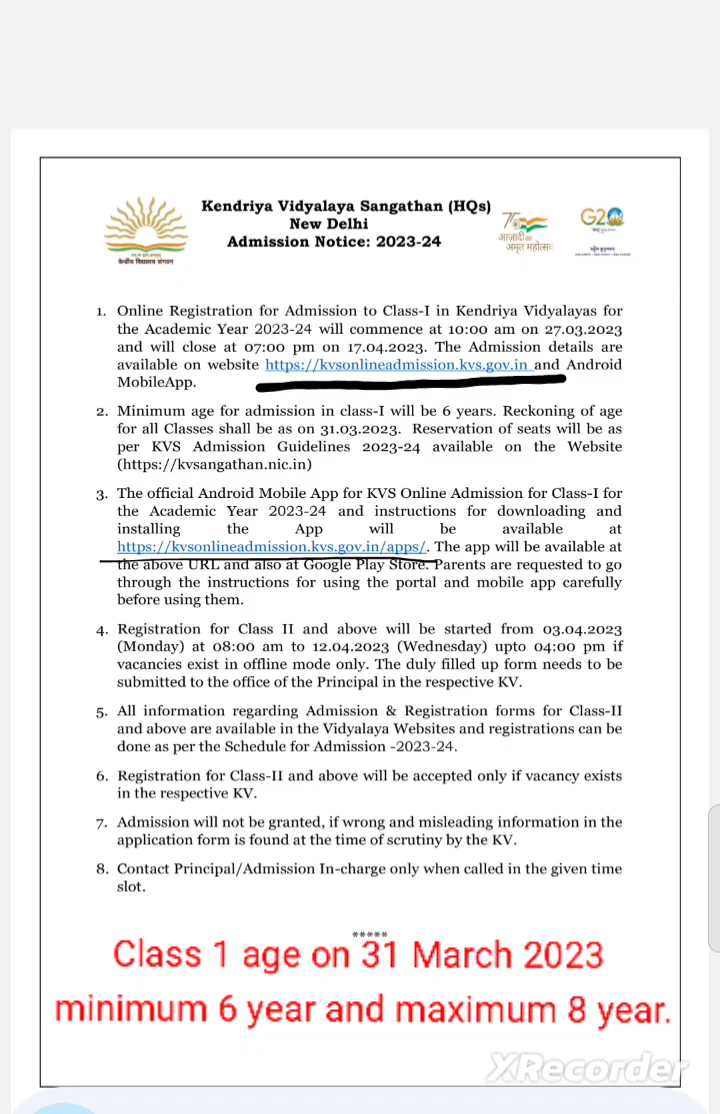 Kendriya Vidyalaya Sangathan (HQs)
New Delhi
Admission Notice: 2023-24
केन्द्रीय विद्यालय संगठन
75
आज़ादी का
अमृत महोत्सव
G20
1. Online Registration for Admission to Class-I in Kendriya Vidyalayas for
the Academic Year 2023-24 will commence at 10:00 am on 27.03.2023
and will close at 07:00 pm on 17.04.2023. The Admission details are
available on website https://kvsonlineadmission.kvs.gov.in and Android
MobileApp.
2. Minimum age for admission in class-I will be 6 years. Reckoning of age
for all Classes shall be as on 31.03.2023. Reservation of seats will be as
per KVS Admission Guidelines 2023-24 available on the Website
(https://kvsangathan.nic.in)
3. The official Android Mobile App for KVS Online Admission for Class-I for
the Academic Year 2023-24 and instructions for downloading and
installing the App will be available at
https://kvsonlineadmission.kvs.gov.in/apps/. The app will be available at
the above URL and also at Google Play Store. Parents are requested to go
through the instructions for using the portal and mobile app carefully
before using them.
4. Registration for Class II and above will be started from 03.04.2023
(Monday) at 08:00 am to 12.04.2023 (Wednesday) upto 04:00 pm if
vacancies exist in offline mode only. The duly filled up form needs to be
submitted to the office of the Principal in the respective KV.
5. All information regarding Admission & Registration forms for Class-II
and above are available in the Vidyalaya Websites and registrations can be
done as per the Schedule for Admission -2023-24.
6. Registration for Class-II and above will be accepted only if vacancy exists
in the respective KV.
7. Admission will not be granted, if wrong and misleading information in the
application form is found at the time of scrutiny by the KV.
8. Contact Principal/Admission In-charge only when called in the given time
slot.
*****
Class 1 age on 31 March 2023
minimum 6 year and maximum 8 year.
XRecorder